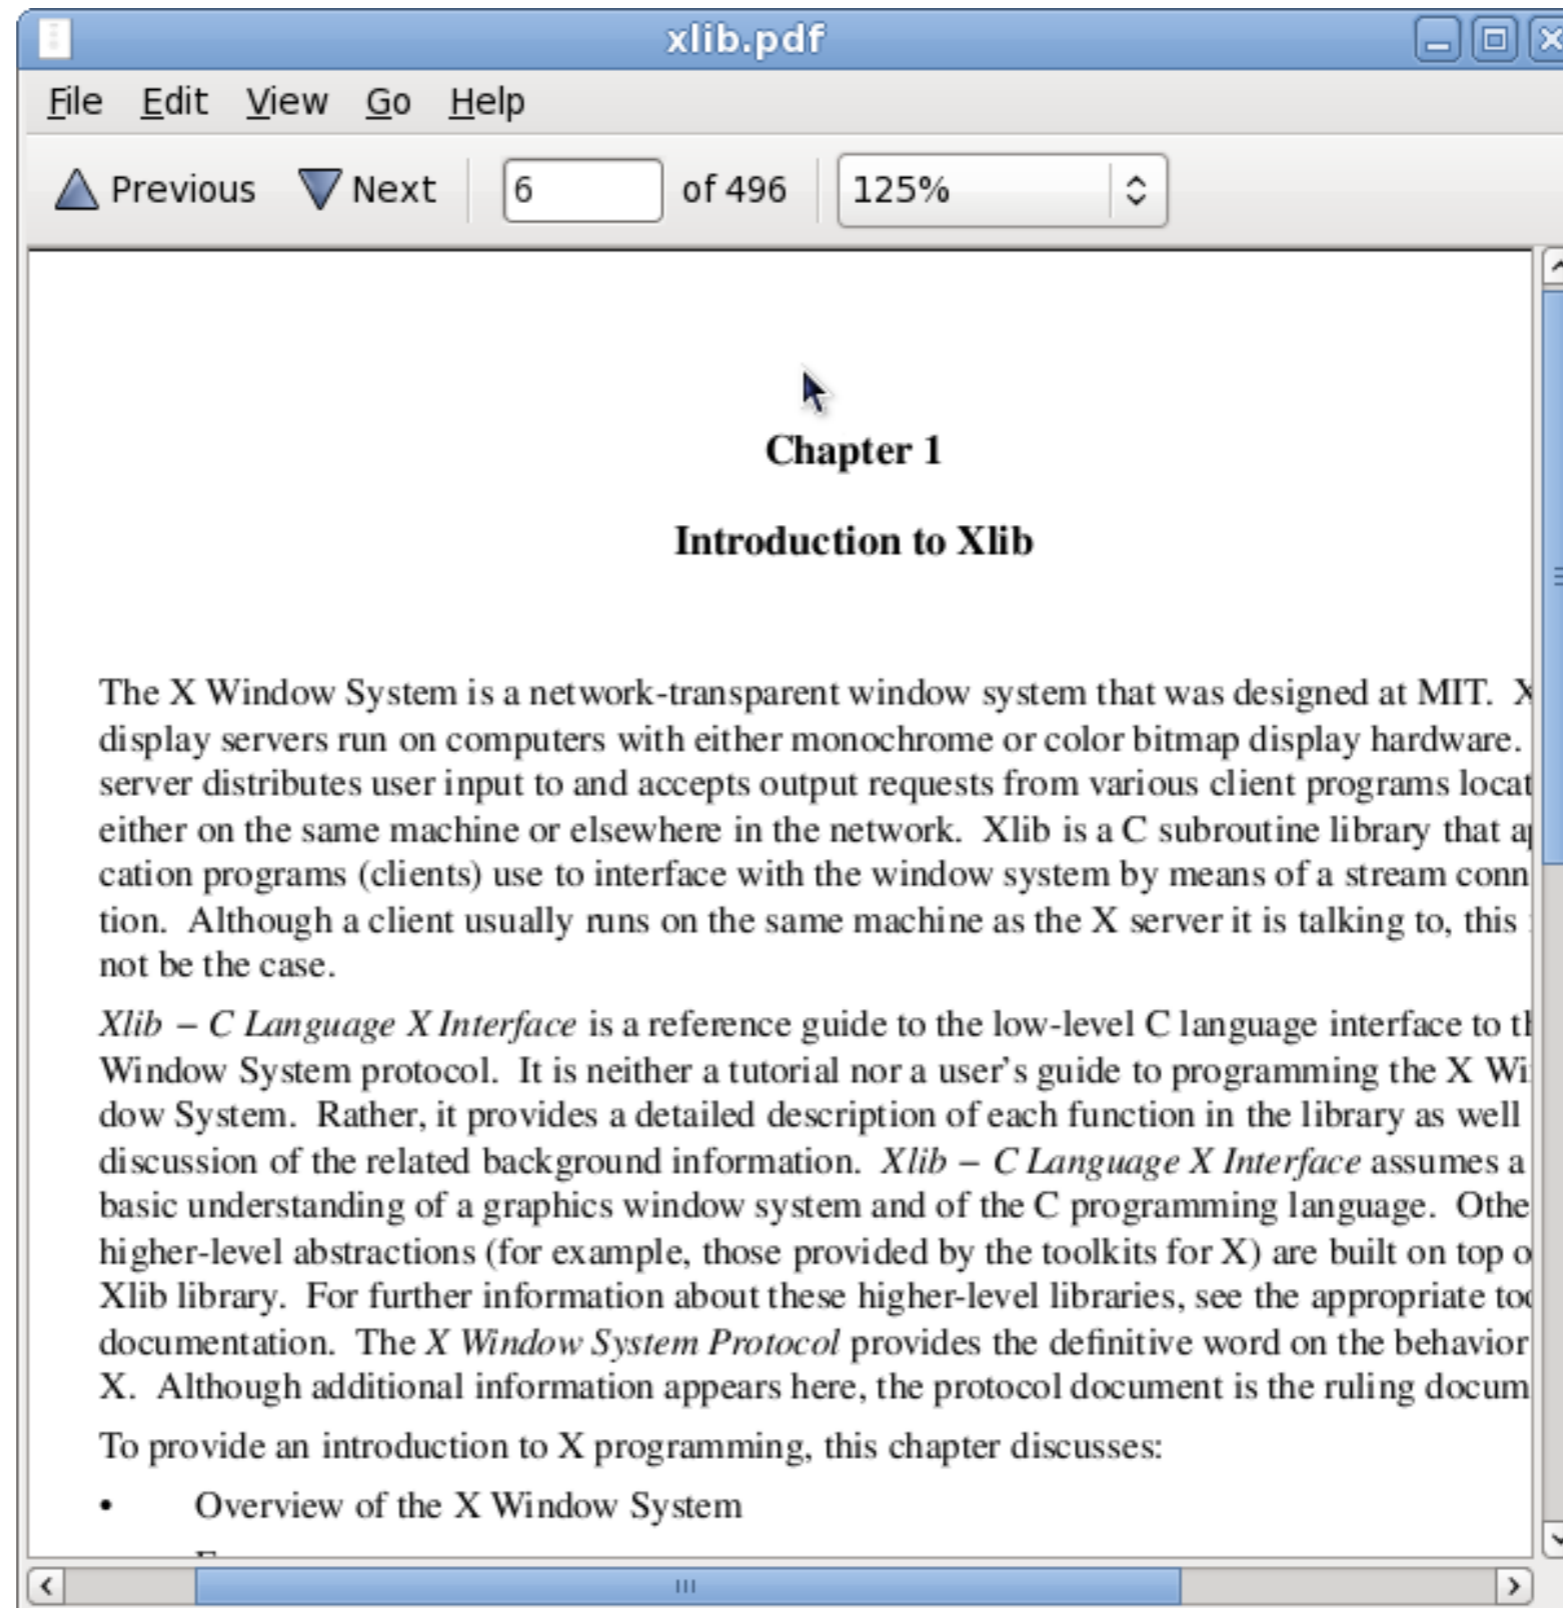 xlib.pdf
File Edit View Go Help
Previous Next 6 of 496 125%
Chapter 1
Introduction to Xlib
The X Window System is a network-transparent window system that was designed at MIT. X
display servers run on computers with either monochrome or color bitmap display hardware.
server distributes user input to and accepts output requests from various client programs locat
either on the same machine or elsewhere in the network. Xlib is a C subroutine library that ap
cation programs (clients) use to interface with the window system by means of a stream conn
tion. Although a client usually runs on the same machine as the X server it is talking to, this
not be the case.
Xlib – C Language X Interface is a reference guide to the low-level C language interface to th
Window System protocol. It is neither a tutorial nor a user’s guide to programming the X Wi
dow System. Rather, it provides a detailed description of each function in the library as well
discussion of the related background information. Xlib – C Language X Interface assumes a
basic understanding of a graphics window system and of the C programming language. Othe
higher-level abstractions (for example, those provided by the toolkits for X) are built on top o
Xlib library. For further information about these higher-level libraries, see the appropriate too
documentation. The X Window System Protocol provides the definitive word on the behavior
X. Although additional information appears here, the protocol document is the ruling docum
To provide an introduction to X programming, this chapter discusses:
• Overview of the X Window System